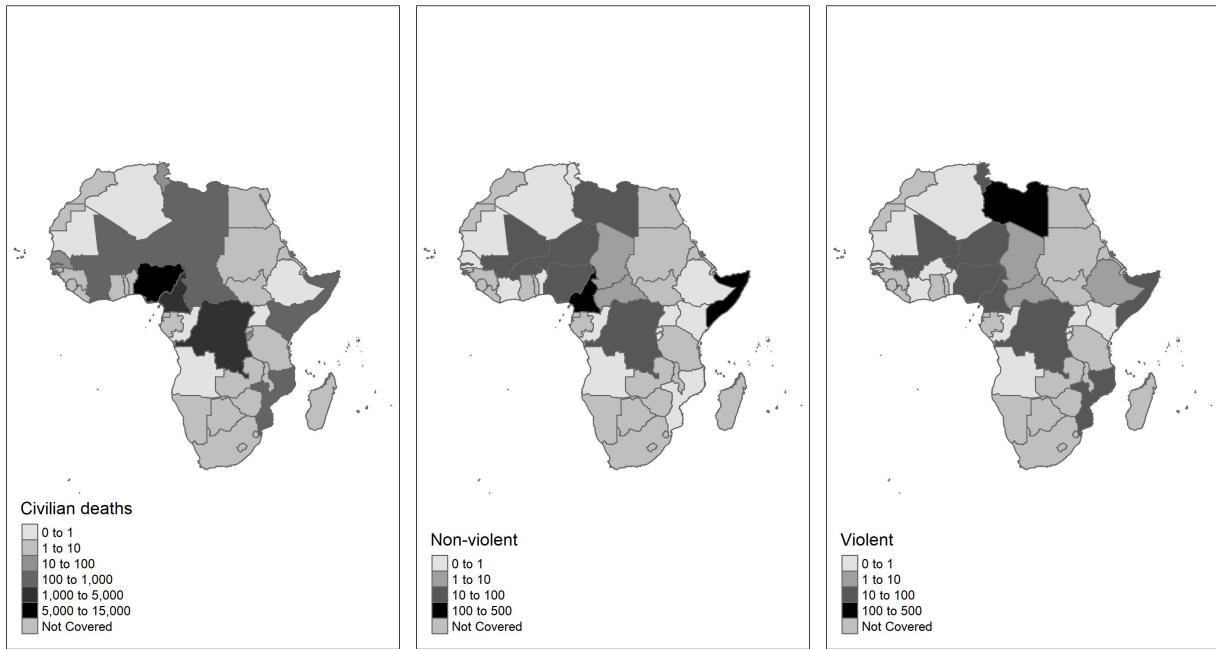 Civilian deaths
0 to 1
1 to 10
10 to 100
100 to 1,000
1,000 to 5,000
5,000 to 15,000
Not Covered
Non-violent
0 to 1
1 to 10
10 to 100
100 to 500
Not Covered
Violent
0 to 1
1 to 10
10 to 100
100 to 500
Not Covered